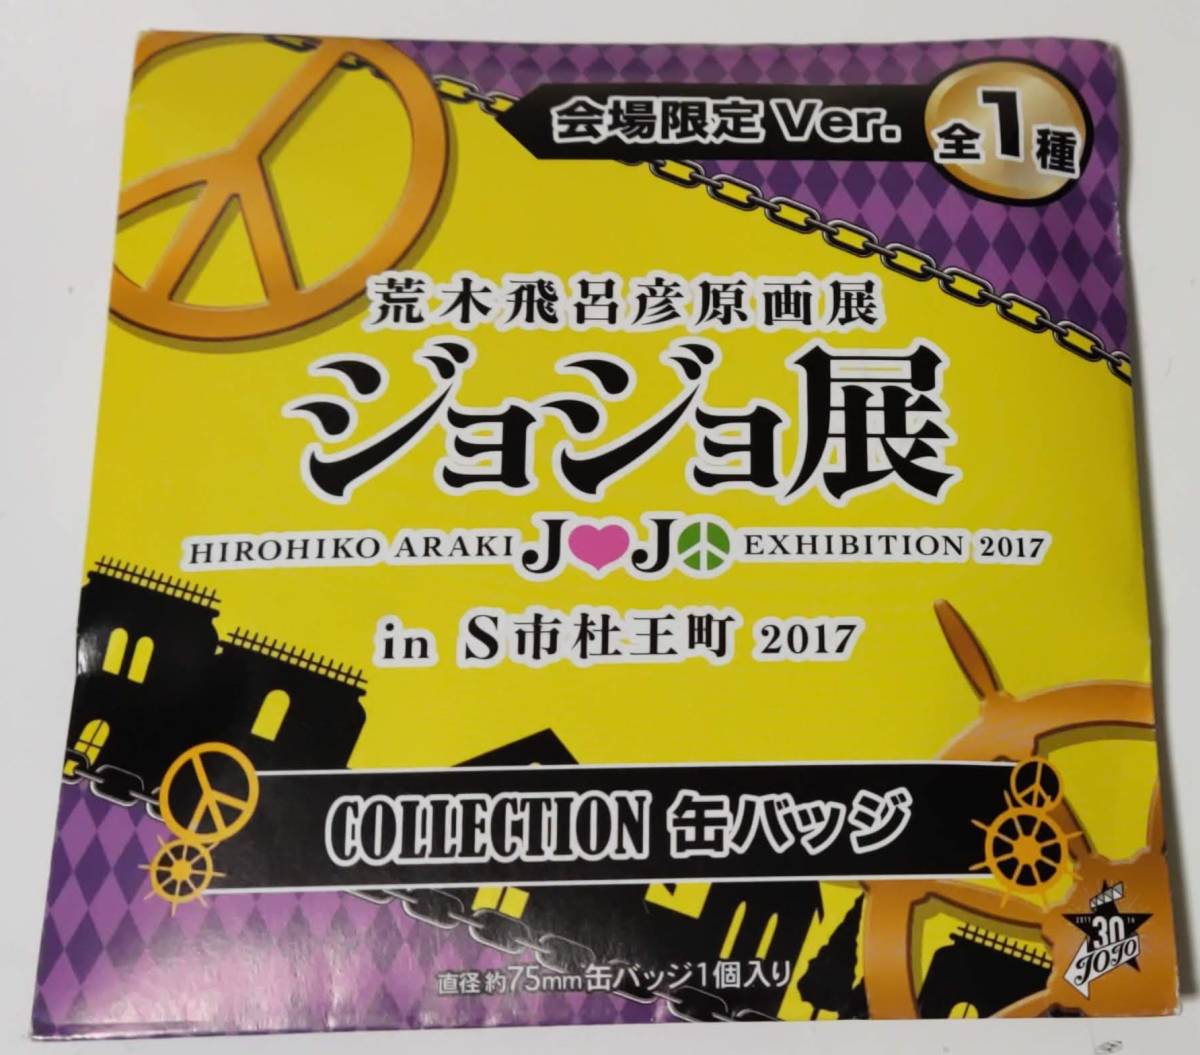 会場限定 Ver.
全1種
荒木飛呂彦原画展
ジョジョ展
HIROHIKO ARAKI JOJO EXHIBITION 2017
in S市杜王町 2017
COLLECTION 缶バッジ
直径約75mm缶バッジ1個入り
30
JOJO